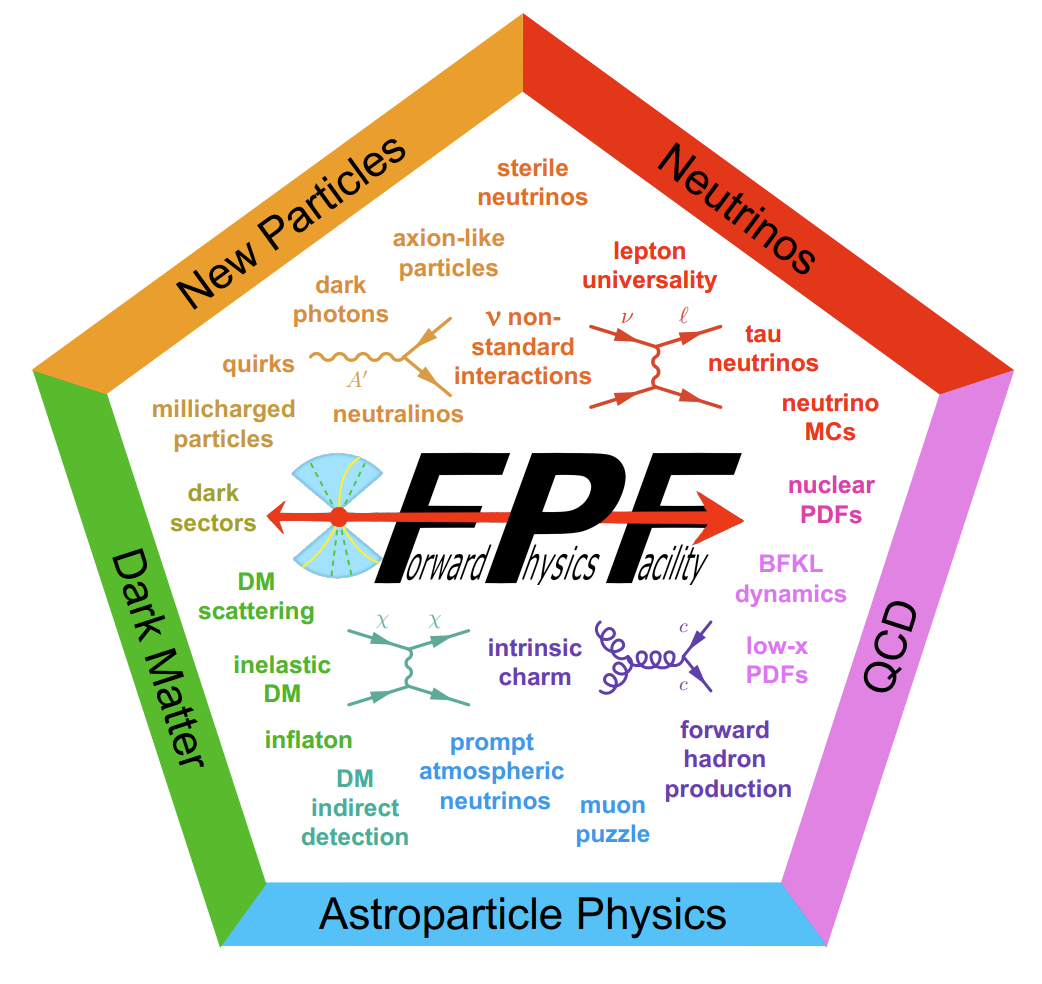 New Particles
Neutrinos
sterile
neutrinos
axion-like
particles
lepton
universality
dark
photons
ν non-
standard
interactions
ν
ℓ
tau
neutrinos
quirks
A′
neutralinos
millicharged
particles
neutrino
MCs
dark
sectors
FPF
Forward Physics Facility
nuclear
PDFs
Dark Matter
DM
scattering
BFKL
dynamics
QCD
inelastic
DM
χ
χ
intrinsic
charm
c
c
low-x
PDFs
inflaton
DM
indirect
detection
prompt
atmospheric
neutrinos
muon
puzzle
forward
hadron
production
Astroparticle Physics